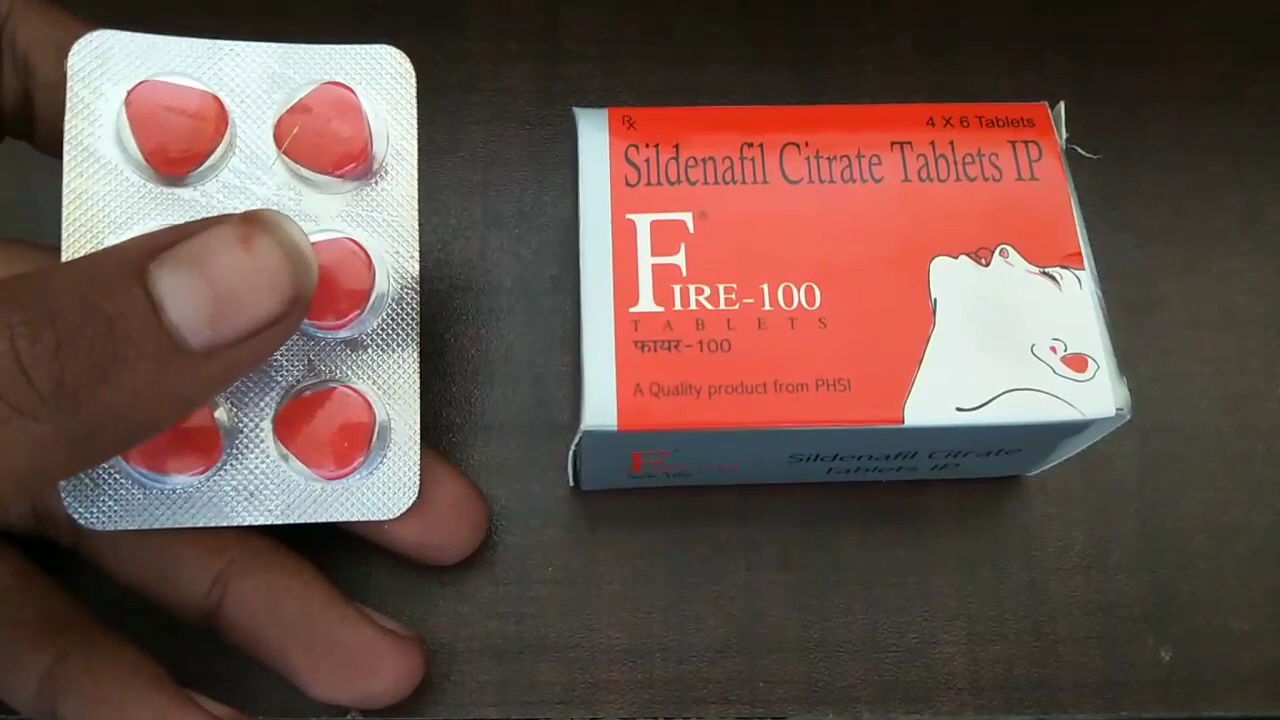 Rx
4 X 6 Tablets
Sildenafil Citrate Tablets IP
FIRE-100
TABLETS
फायर-100
A Quality product from PHSI
Sildenafil Citrate
Tablets IP